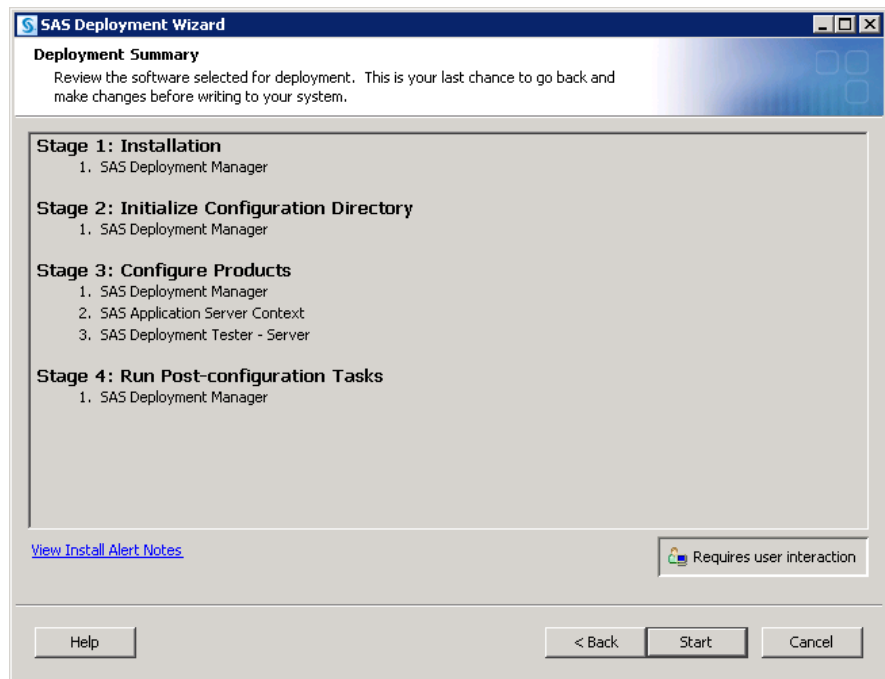 SAS Deployment Wizard
Deployment Summary
Review the software selected for deployment. This is your last chance to go back and
make changes before writing to your system.
Stage 1: Installation
1. SAS Deployment Manager
Stage 2: Initialize Configuration Directory
1. SAS Deployment Manager
Stage 3: Configure Products
1. SAS Deployment Manager
2. SAS Application Server Context
3. SAS Deployment Tester - Server
Stage 4: Run Post-configuration Tasks
1. SAS Deployment Manager
View Install Alert Notes
Requires user interaction
Help
< Back
Start
Cancel